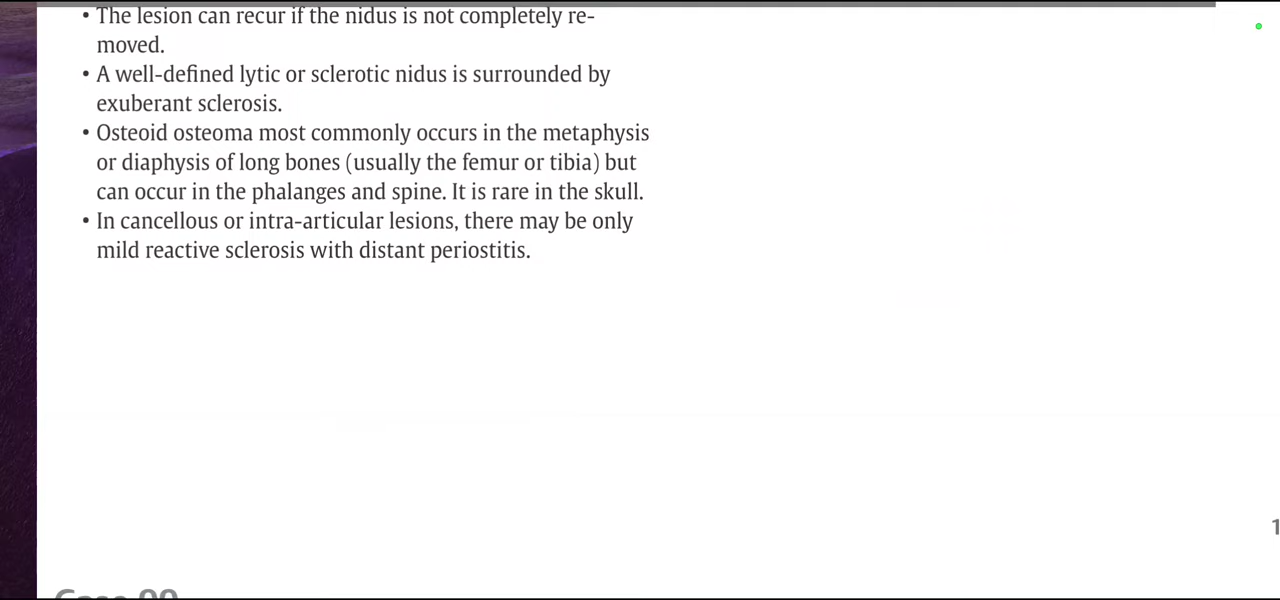 • The lesion can recur if the nidus is not completely re-
moved.
• A well-defined lytic or sclerotic nidus is surrounded by
exuberant sclerosis.
• Osteoid osteoma most commonly occurs in the metaphysis
or diaphysis of long bones (usually the femur or tibia) but
can occur in the phalanges and spine. It is rare in the skull.
• In cancellous or intra-articular lesions, there may be only
mild reactive sclerosis with distant periostitis.
1